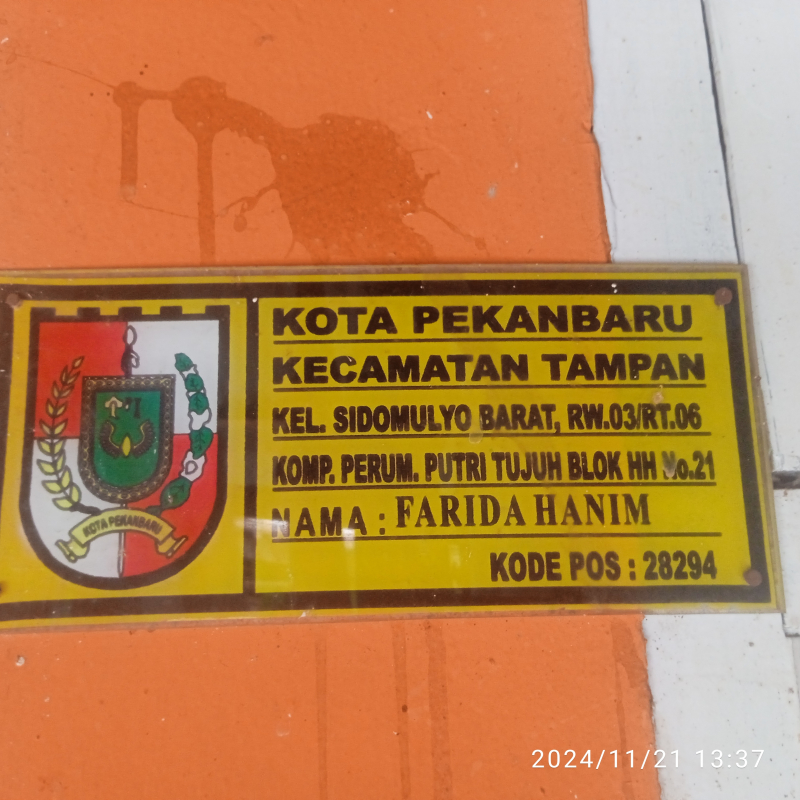 KOTA PEKANBARU
KOTA PEKANBARU
KECAMATAN TAMPAN
KEL. SIDOMULYO BARAT, RW.03/RT.06
KOMP. PERUM. PUTRI TUJUH BLOK HH No.21
NAMA : FARIDA HANIM
KODE POS : 28294
2024/11/21 13:37